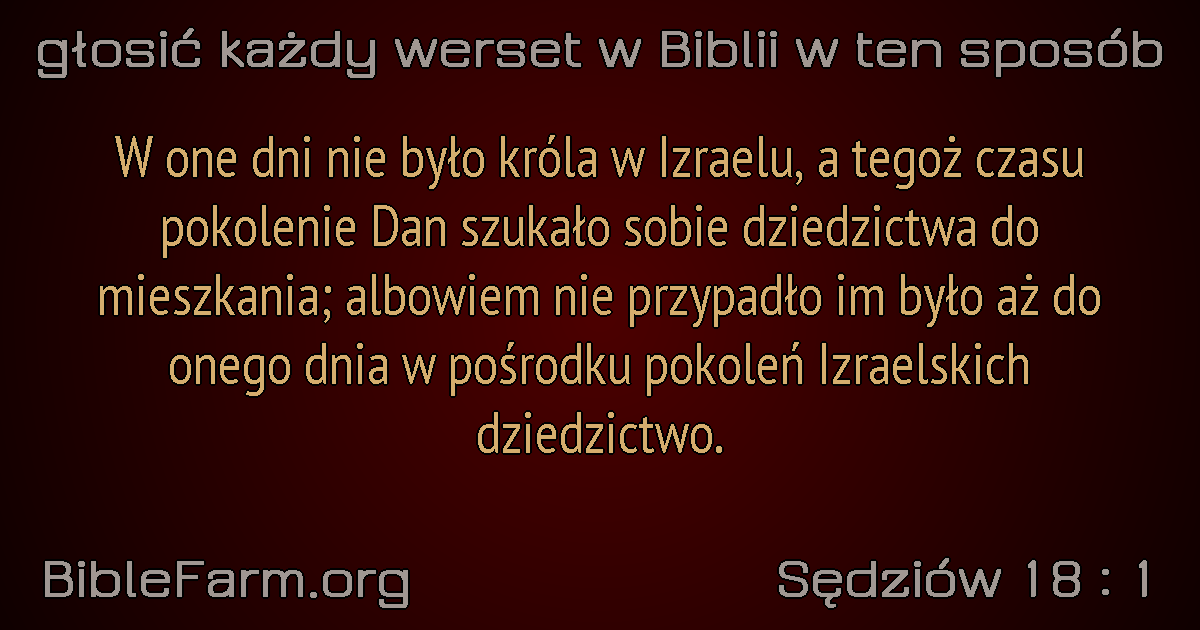 głosić każdy werset w Biblii w ten sposób
W one dni nie było króla w Izraelu, a tegoż czasu
pokolenie Dan szukało sobie dziedzictwa do
mieszkania; albowiem nie przypadło im było aż do
onego dnia w pośrodku pokoleń Izraelskich
dziedzictwo.
BibleFarm.org
Sędziów 18 : 1